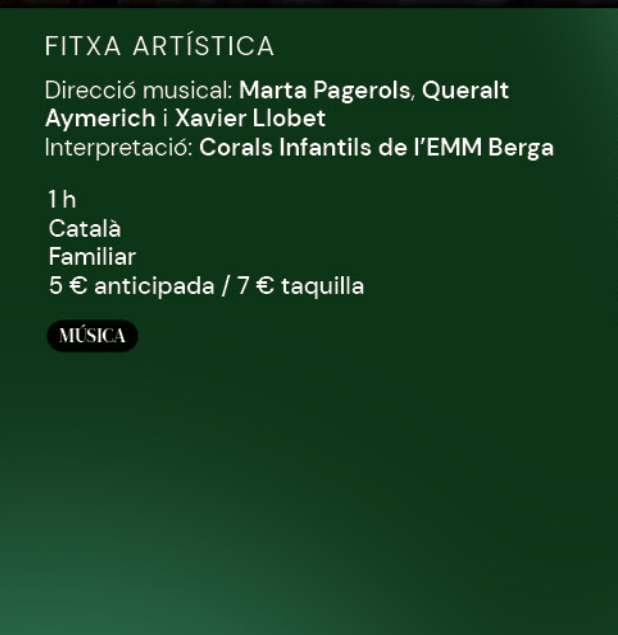 FITXA ARTÍSTICA
Direcció musical: Marta Pagerols, Queralt
Aymerich i Xavier Llobet
Interpretació: Corals Infantils de l'EMM Berga
1 h
Català
Familiar
5 € anticipada / 7 € taquilla
MÚSICA